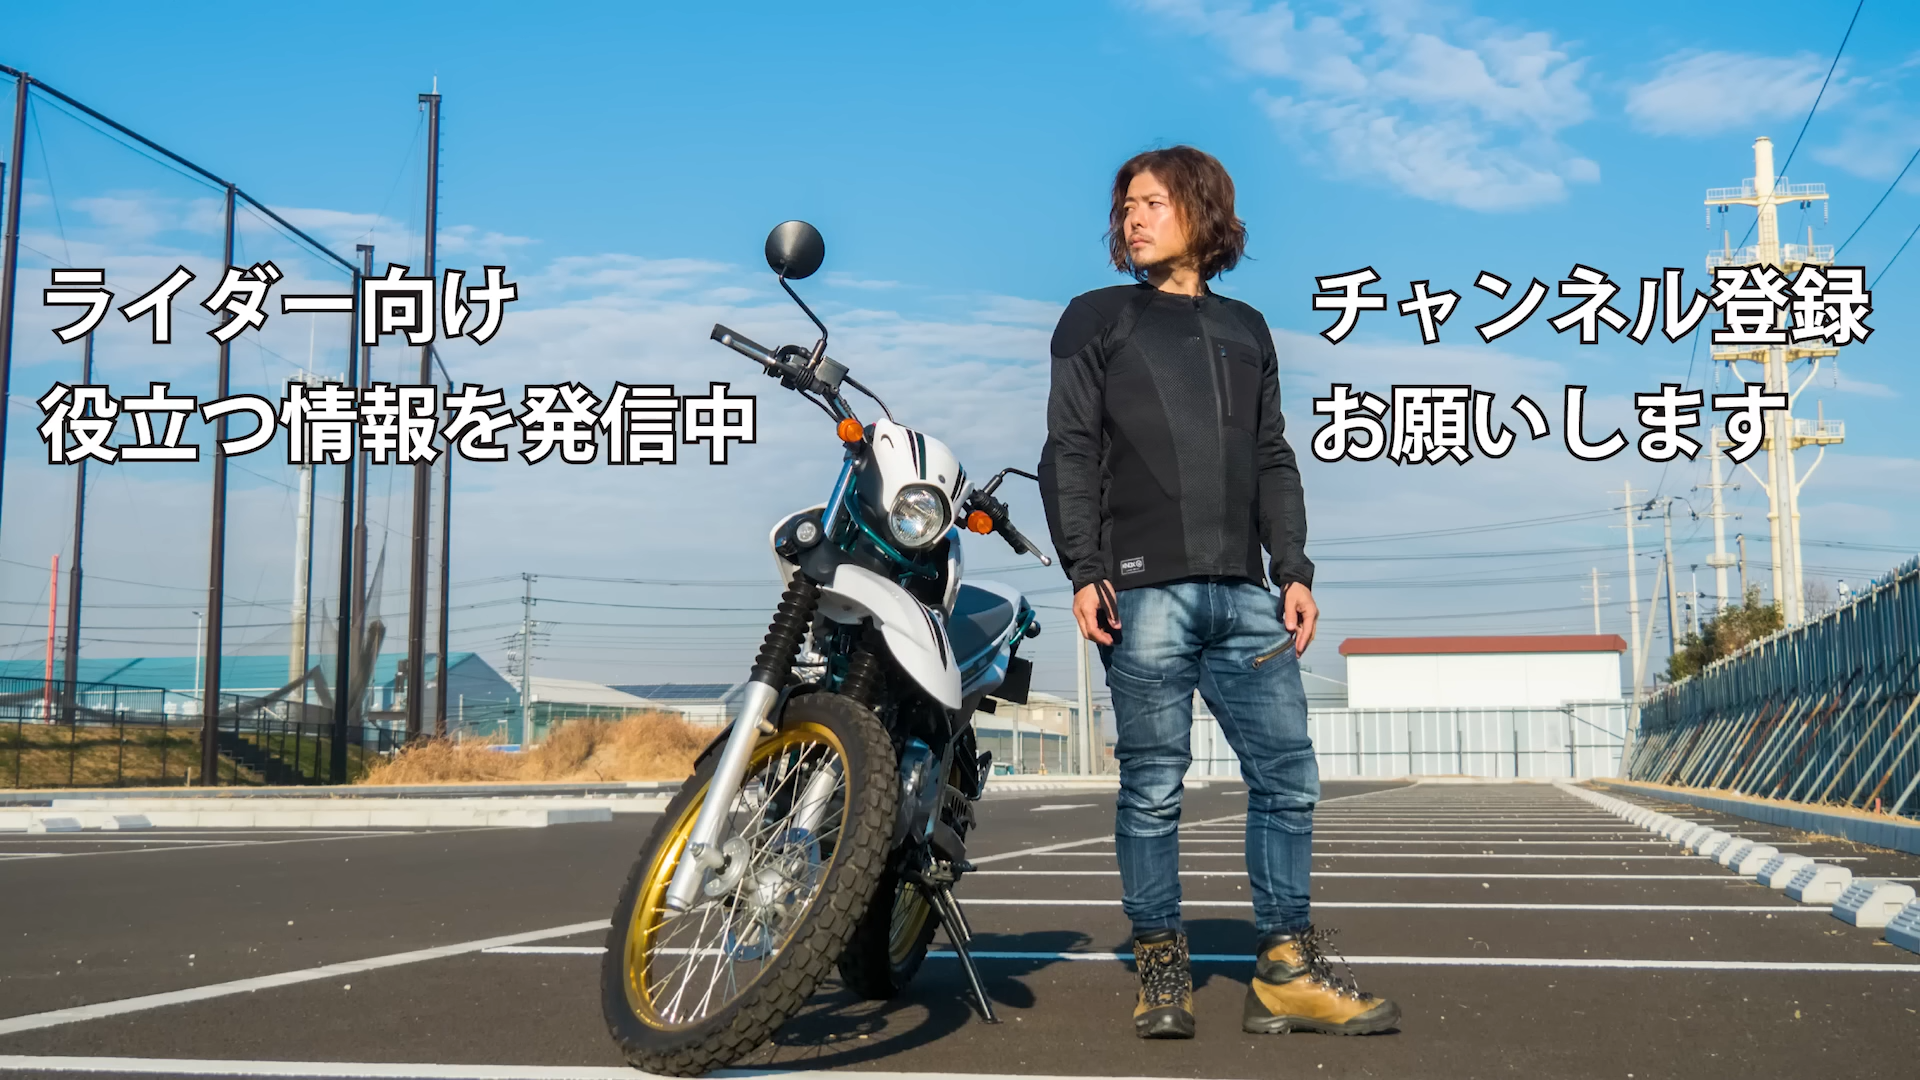 ライダー向け
役立つ情報を発信中
チャンネル登録
お願いします